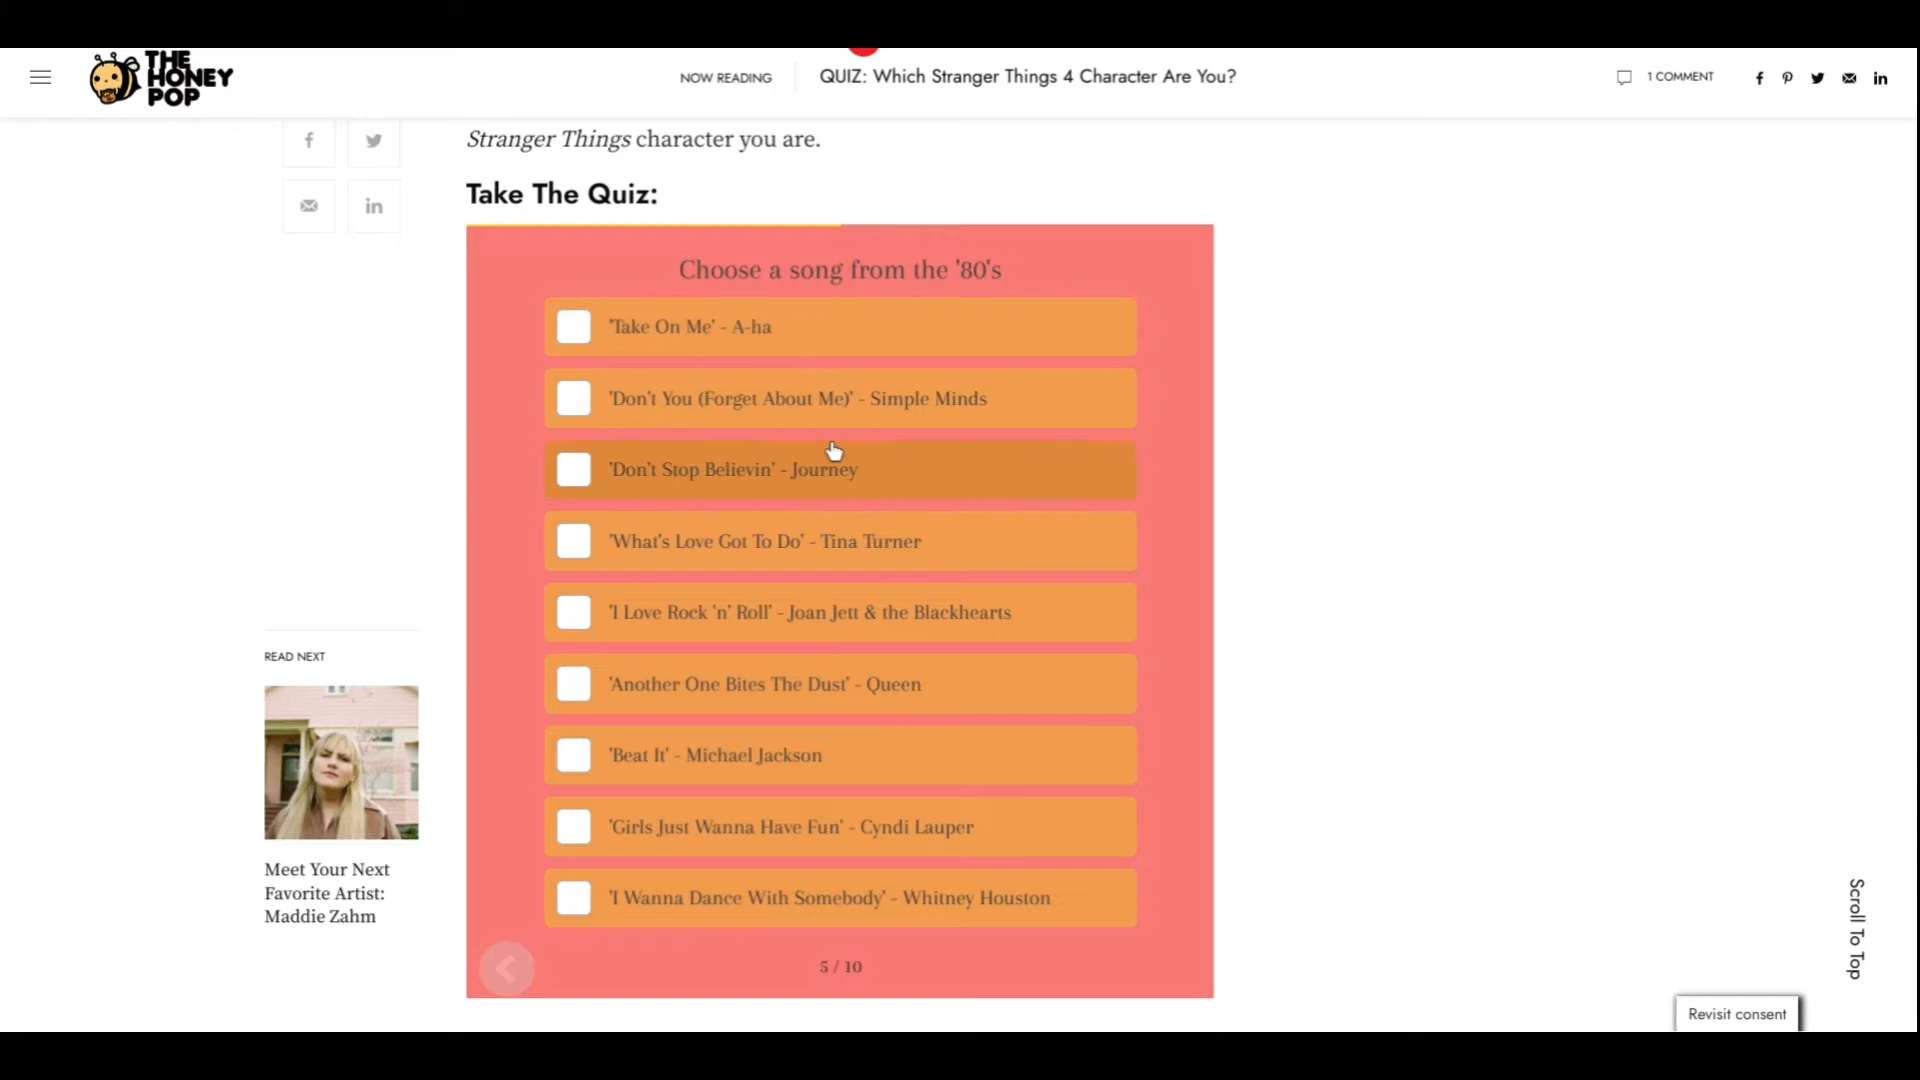 THE
HONEY
POP
NOW READING
QUIZ: Which Stranger Things 4 Character Are You?
1 COMMENT
Stranger Things character you are.
Take The Quiz:
Choose a song from the '80's
'Take On Me' - A-ha
'Don't You (Forget About Me)' - Simple Minds
'Don't Stop Believin' - Journey
'What's Love Got To Do' - Tina Turner
'I Love Rock 'n' Roll' - Joan Jett & the Blackhearts
'Another One Bites The Dust' - Queen
'Beat It' - Michael Jackson
'Girls Just Wanna Have Fun' - Cyndi Lauper
'I Wanna Dance With Somebody' - Whitney Houston
5 / 10
READ NEXT
Meet Your Next
Favorite Artist:
Maddie Zahm
Scroll To Top
Revisit consent